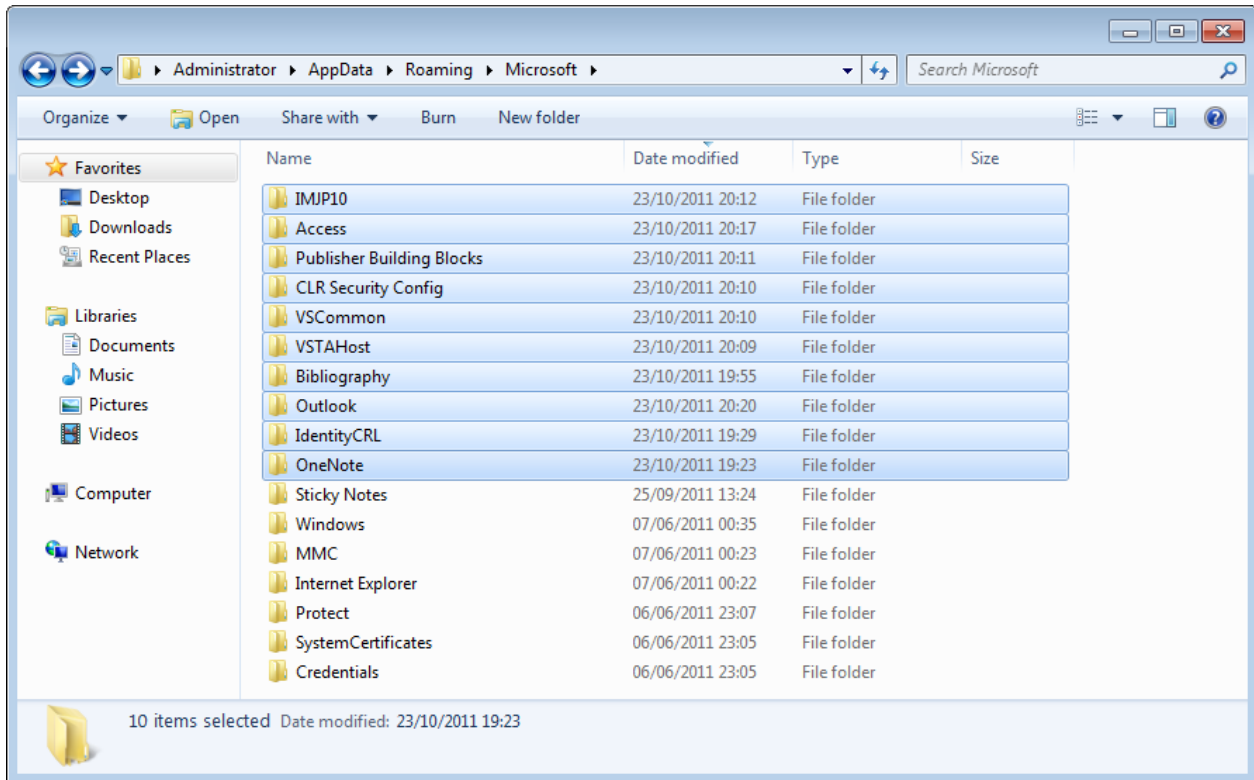 Administrator AppData Roaming Microsoft Search Microsoft
Organize Open Share with Burn New folder
Favorites
Desktop
Downloads
Recent Places
Libraries
Documents
Music
Pictures
Videos
Computer
Network
Name Date modified Type Size
IMJP10 23/10/2011 20:12 File folder
Access 23/10/2011 20:17 File folder
Publisher Building Blocks 23/10/2011 20:11 File folder
CLR Security Config 23/10/2011 20:10 File folder
VSCommon 23/10/2011 20:10 File folder
VSTAHost 23/10/2011 20:09 File folder
Bibliography 23/10/2011 19:55 File folder
Outlook 23/10/2011 20:20 File folder
IdentityCRL 23/10/2011 19:29 File folder
OneNote 23/10/2011 19:23 File folder
Sticky Notes 25/09/2011 13:24 File folder
Windows 07/06/2011 00:35 File folder
MMC 07/06/2011 00:23 File folder
Internet Explorer 07/06/2011 00:22 File folder
Protect 06/06/2011 23:07 File folder
SystemCertificates 06/06/2011 23:05 File folder
Credentials 06/06/2011 23:05 File folder
10 items selected Date modified: 23/10/2011 19:23